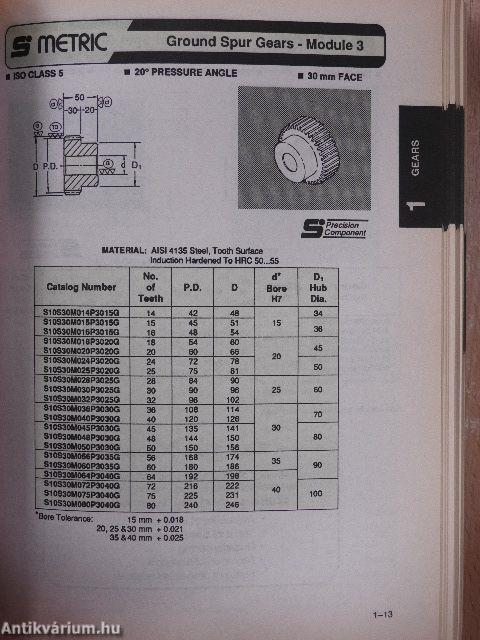 S METRIC
Ground Spur Gears - Module 3
■ ISO CLASS 5
■ 20° PRESSURE ANGLE
■ 30 mm FACE
50
30 20
D P.D. d D₁
1
GEARS
S Precision Component
MATERIAL: AISI 4135 Steel, Tooth Surface
Induction Hardened To HRC 50...55
Catalog Number No. of Teeth P.D. D d* Bore H7 D₁ Hub Dia.
S10S30M014P3015G 14 42 48 15 34
S10S30M015P3015G 15 45 51 36
S10S30M016P3015G 16 48 54
S10S30M018P3020G 18 54 60 20 45
S10S30M020P3020G 20 60 66
S10S30M024P3020G 24 72 78 50
S10S30M025P3020G 25 75 81
S10S30M028P3025G 28 84 90 25 60
S10S30M030P3025G 30 90 96
S10S30M032P3025G 32 96 102
S10S30M036P3030G 36 108 114 30 70
S10S30M040P3030G 40 120 126
S10S30M045P3030G 45 135 141 80
S10S30M048P3030G 48 144 150
S10S30M050P3030G 50 150 156
S10S30M056P3035G 56 168 174 35 90
S10S30M060P3035G 60 180 186
S10S30M064P3040G 64 192 198 40
S10S30M072P3040G 72 216 222 100
S10S30M075P3040G 75 225 231
S10S30M080P3040G 80 240 246
*Bore Tolerance: 15 mm + 0.018
20, 25 & 30 mm + 0.021
35 & 40 mm + 0.025
1-13
Antikvárium.hu